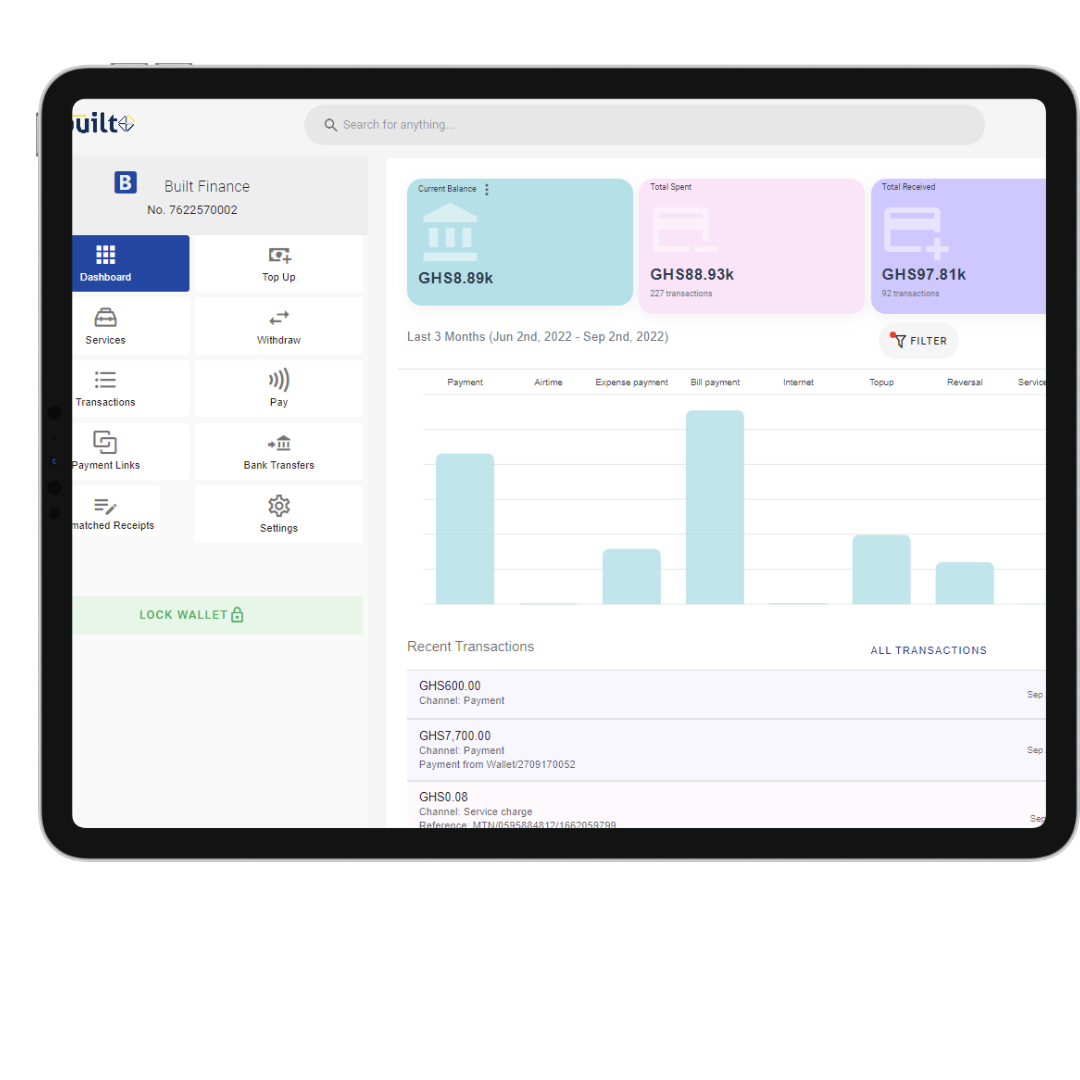 uilt
Search for anything...
B
Built Finance
No. 7622570002
Dashboard
Top Up
Services
Withdraw
Transactions
Pay
Payment Links
Bank Transfers
matched Receipts
Settings
LOCK WALLET
Current Balance
GHS8.89k
Total Spent
GHS88.93k
227 transactions
Total Received
GHS97.81k
92 transactions
Last 3 Months (Jun 2nd, 2022 - Sep 2nd, 2022)
FILTER
Payment Airtime Expense payment Bill payment Internet Topup Reversal Service
Recent Transactions
ALL TRANSACTIONS
GHS600.00
Channel: Payment
Sep
GHS7,700.00
Channel: Payment
Payment from Wallet/2709170052
Sep
GHS0.08
Channel: Service charge
Reference: MTN/0595884812/1662059799
Sep